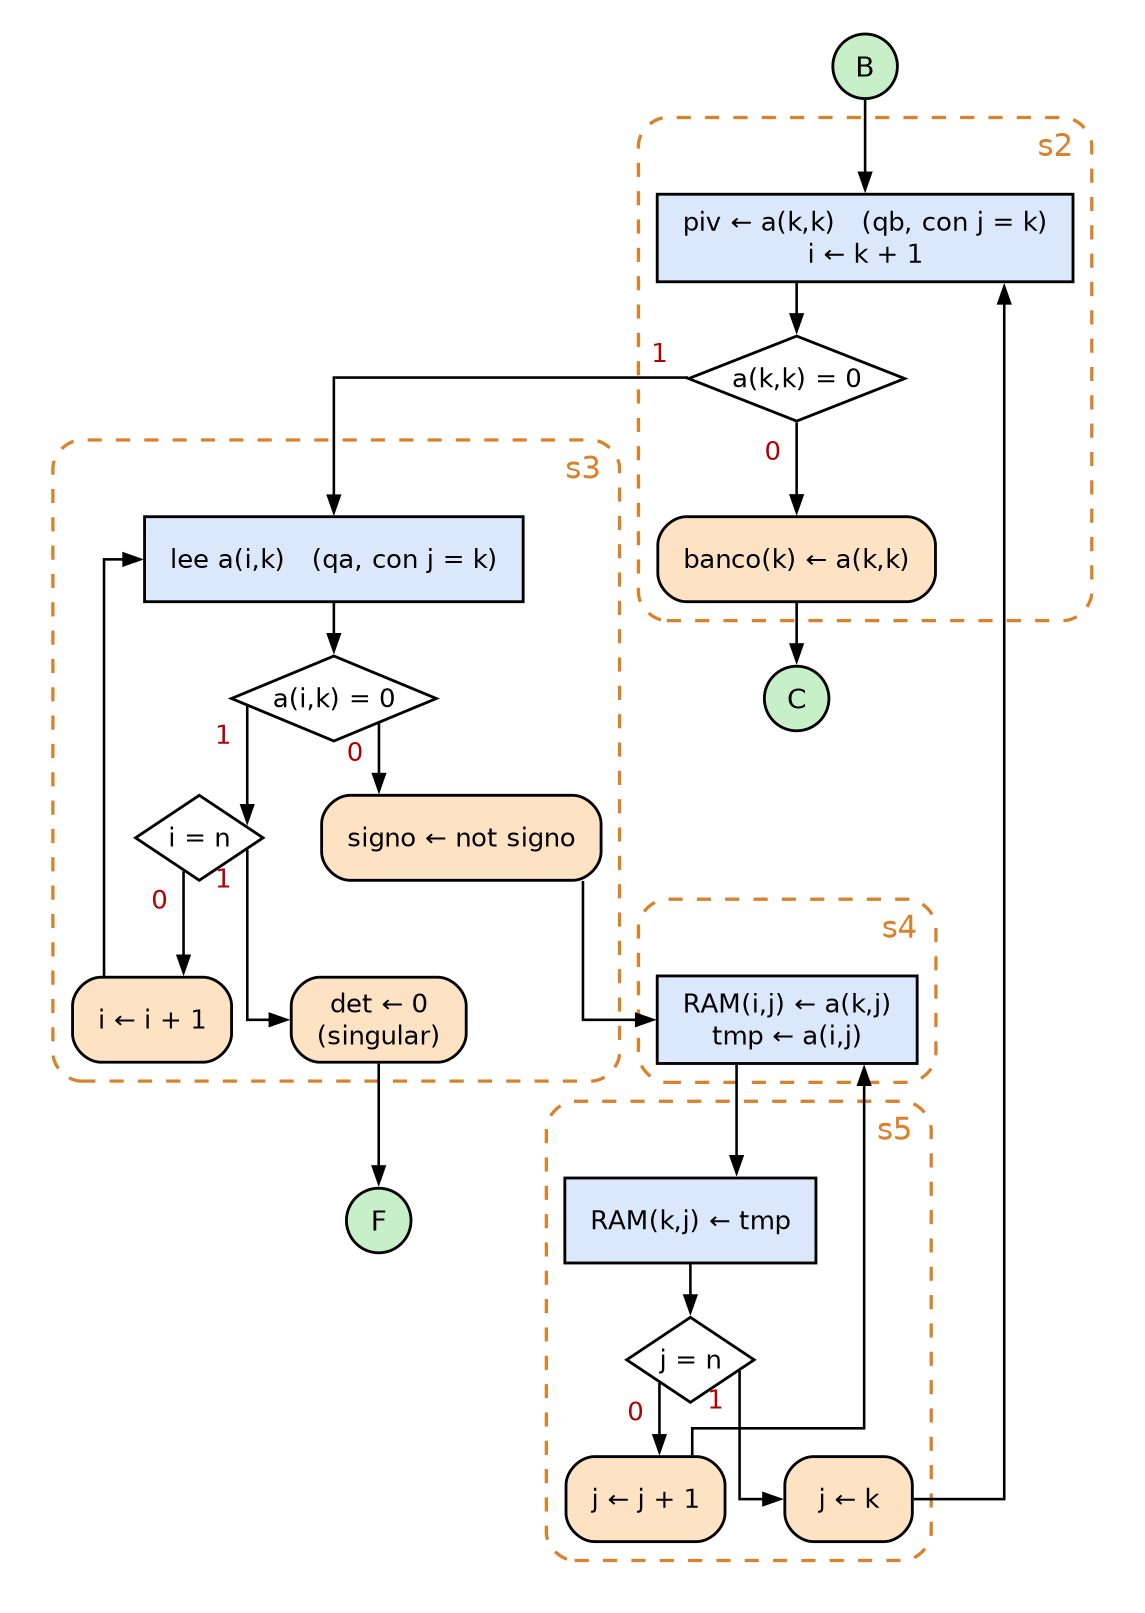 B
s2
piv ← a(k,k)   (qb, con j = k)
i ← k + 1
1
a(k,k) = 0
0
s3
lee a(i,k)   (qa, con j = k)
banco(k) ← a(k,k)
a(i,k) = 0
C
1
0
i = n
signo ← not signo
1
0
s4
i ← i + 1
det ← 0
(singular)
RAM(i,j) ← a(k,j)
tmp ← a(i,j)
s5
F
RAM(k,j) ← tmp
j = n
0
1
j ← j + 1
j ← k